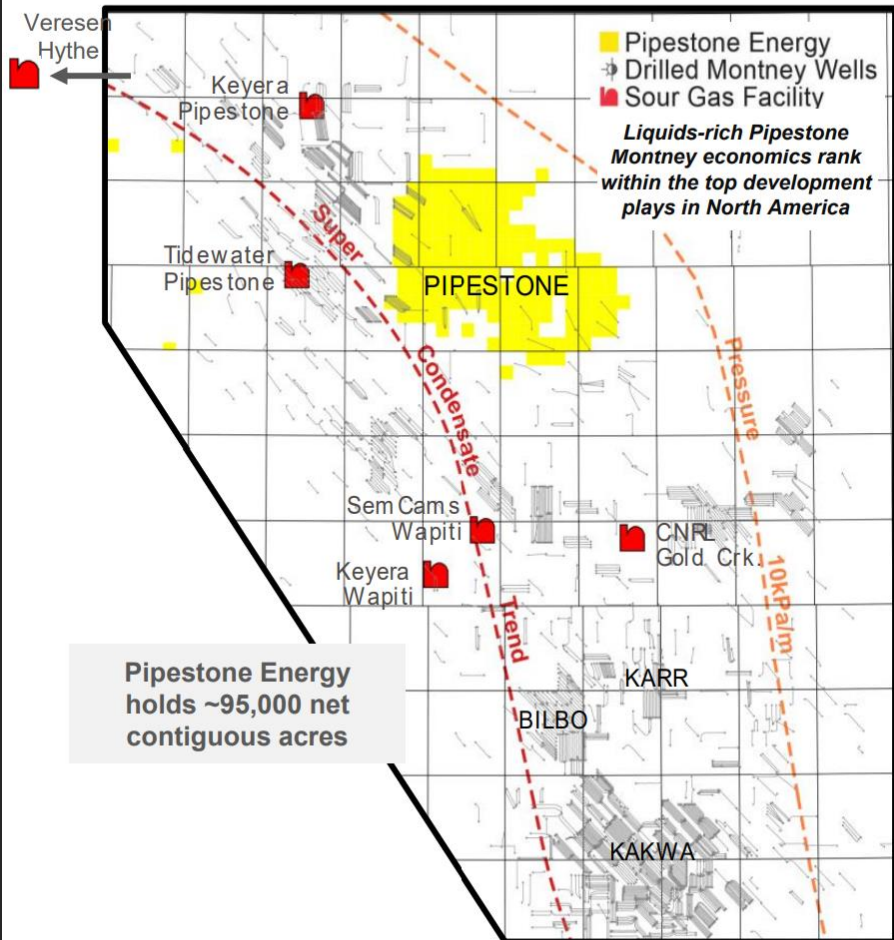 Veresen
Hythe
Pipestone Energy
Drilled Montney Wells
Sour Gas Facility
Liquids-rich Pipestone
Montney economics rank
within the top development
plays in North America
Keyera
Pipestone
Super
Tidewater
Pipestone
PIPESTONE
Condensate
Pressure
SemCams
Wapiti
CNRL
Gold. Crk.
Keyera
Wapiti
10kPa/m
Trend
Pipestone Energy
holds ~95,000 net
contiguous acres
KARR
BILBO
KAKWA